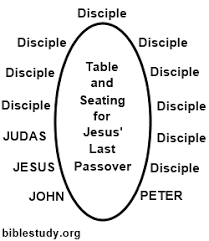 Disciple
Disciple Disciple
Disciple Disciple
Disciple Disciple
JUDAS Disciple
JESUS Disciple
JOHN PETER
Table
and
Seating
for
Jesus'
Last
Passover
biblestudy.org